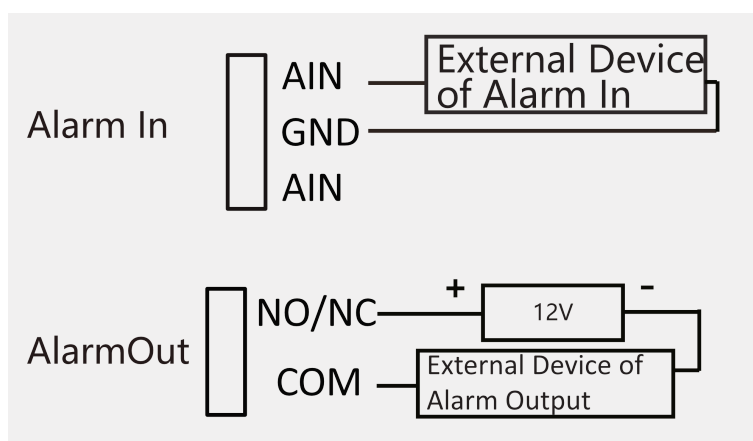 AIN
External Device
of Alarm In
Alarm In
GND
AIN
+
-
NO/NC
12V
AlarmOut
External Device of
COM
Alarm Output